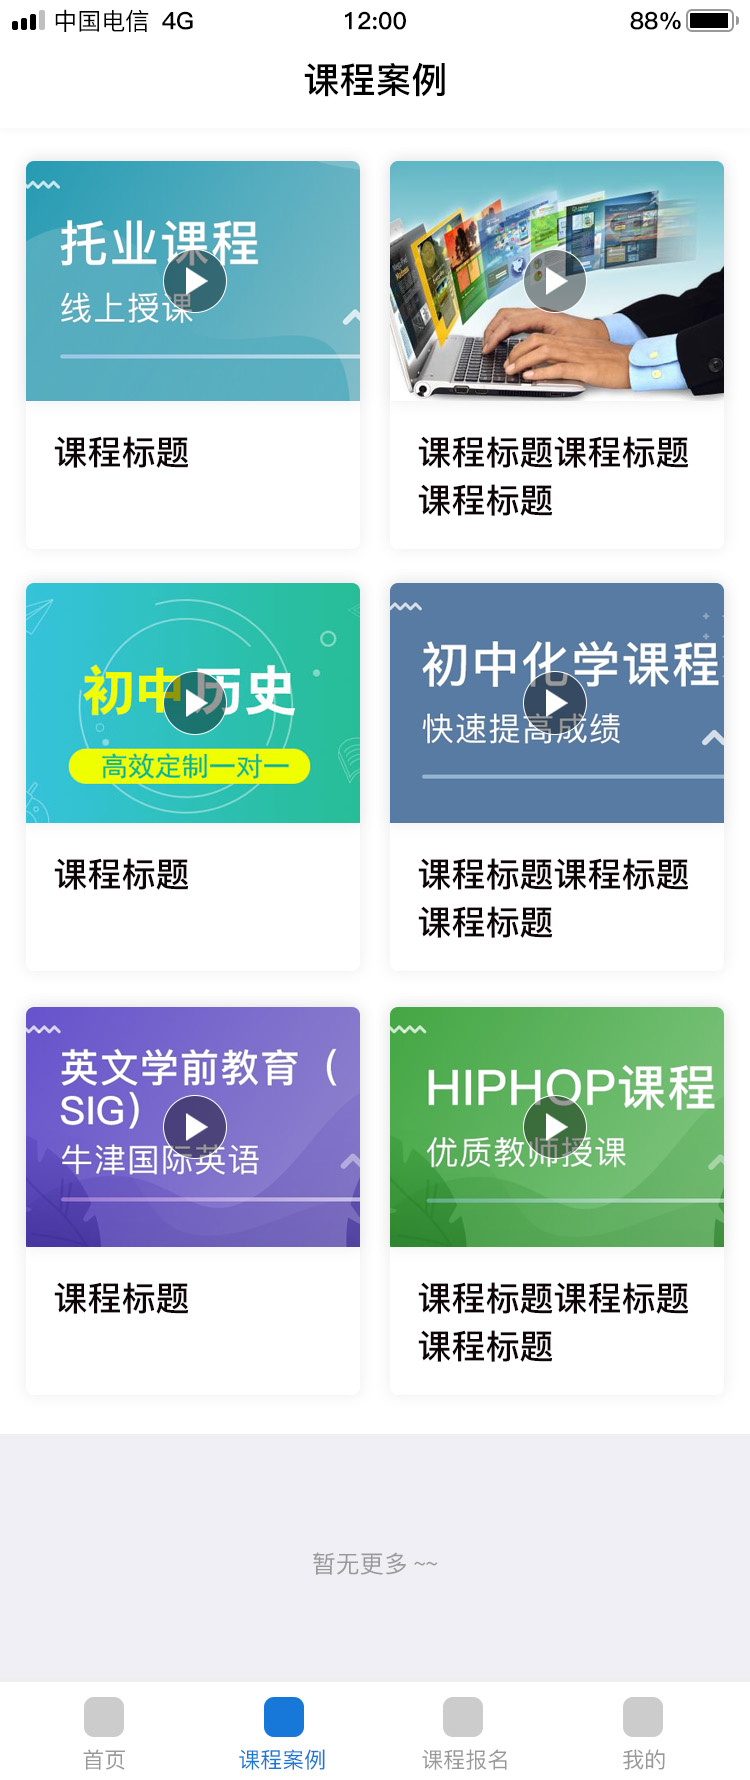 中国电信 4G 12:00 88%
课程案例
托业课程
线上授课
课程标题
课程标题课程标题
课程标题
初中历史
高效定制一对一
课程标题
初中化学课程
快速提高成绩
课程标题课程标题
课程标题
英文学前教育（
SIG）
牛津国际英语
课程标题
HIPHOP课程
优质教师授课
课程标题课程标题
课程标题
暂无更多 ~~
首页 课程案例 课程报名 我的